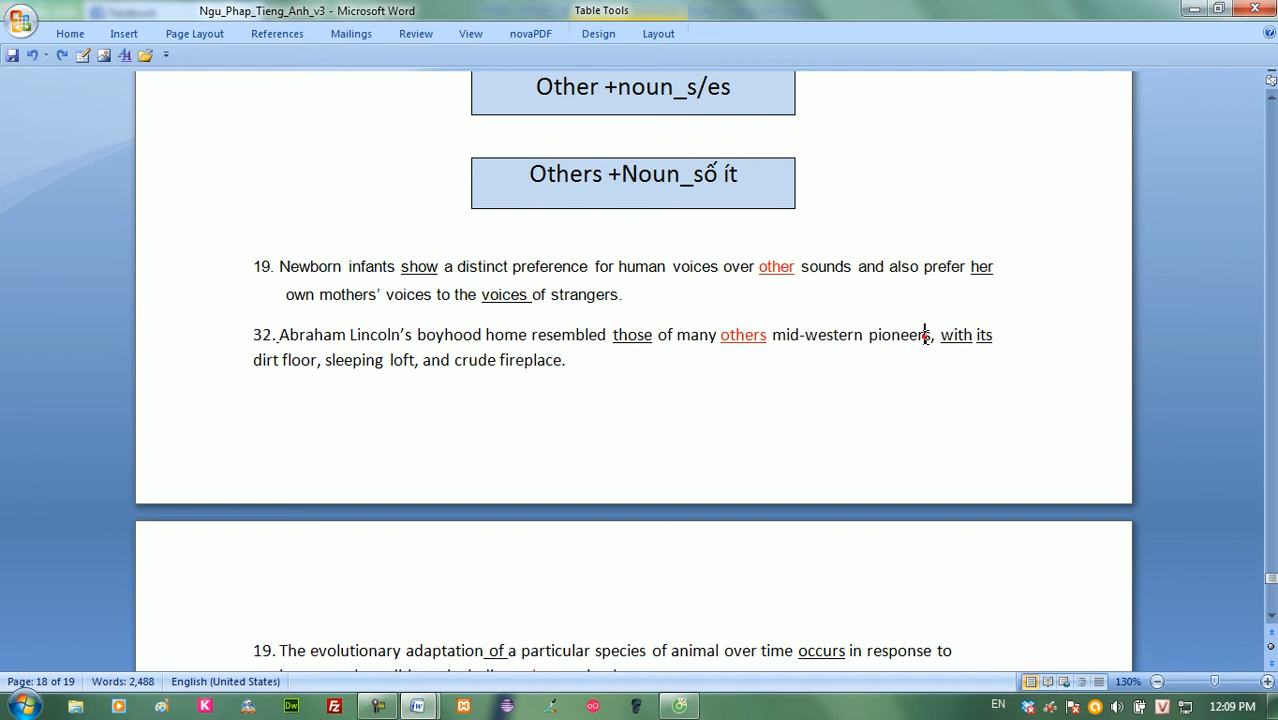 Ngu_Phap_Tieng_Anh_v3 - Microsoft Word
Table Tools
Home Insert Page Layout References Mailings Review View novaPDF Design Layout
Other +noun_s/es
Others +Noun_số ít
19. Newborn infants show a distinct preference for human voices over other sounds and also prefer her
own mothers’ voices to the voices of strangers.
32. Abraham Lincoln’s boyhood home resembled those of many others mid-western pioneers, with its
dirt floor, sleeping loft, and crude fireplace.
19. The evolutionary adaptation of a particular species of animal over time occurs in response to
Page: 18 of 19 Words: 2,488 English (United States) 130%
EN 12:09 PM